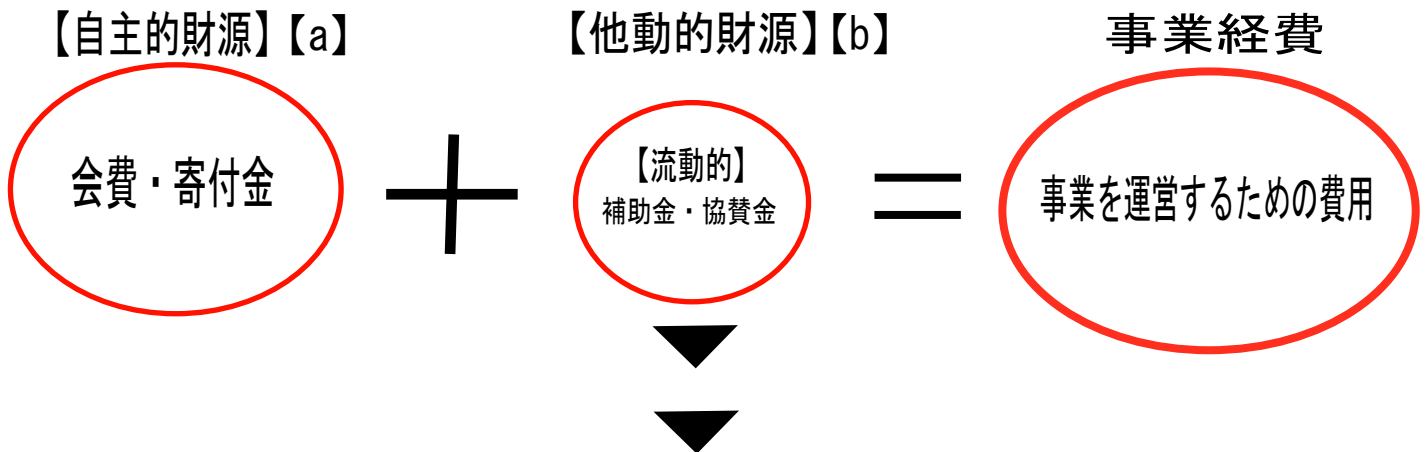 【自主的財源】【a】
【他動的財源】【b】
事業経費
会費・寄付金
【流動的】
補助金・協賛金
事業を運営するための費用